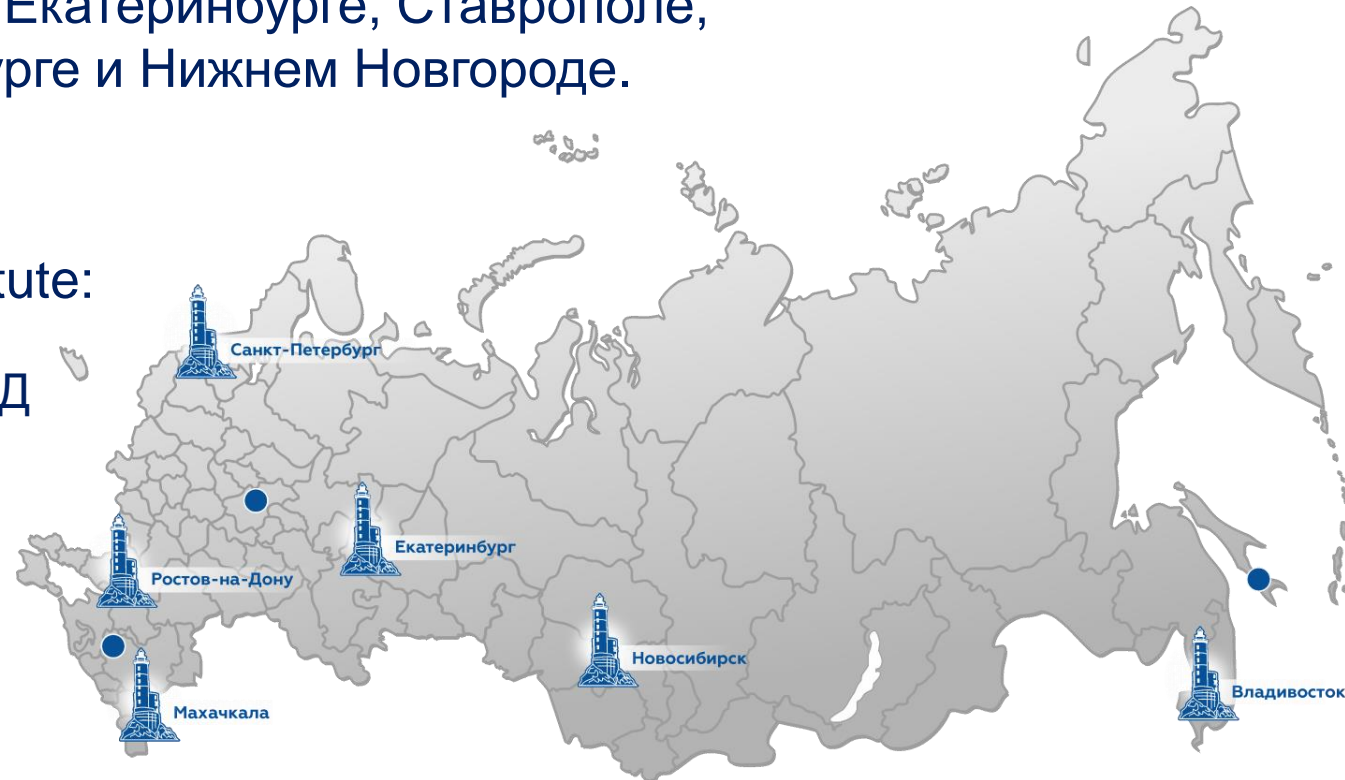 Екатеринбурге, Ставрополе,
урге и Нижнем Новгороде.
tute:
Д
Санкт-Петербург
Екатеринбург
Ростов-на-Дону
Новосибирск
Владивосток
Махачкала